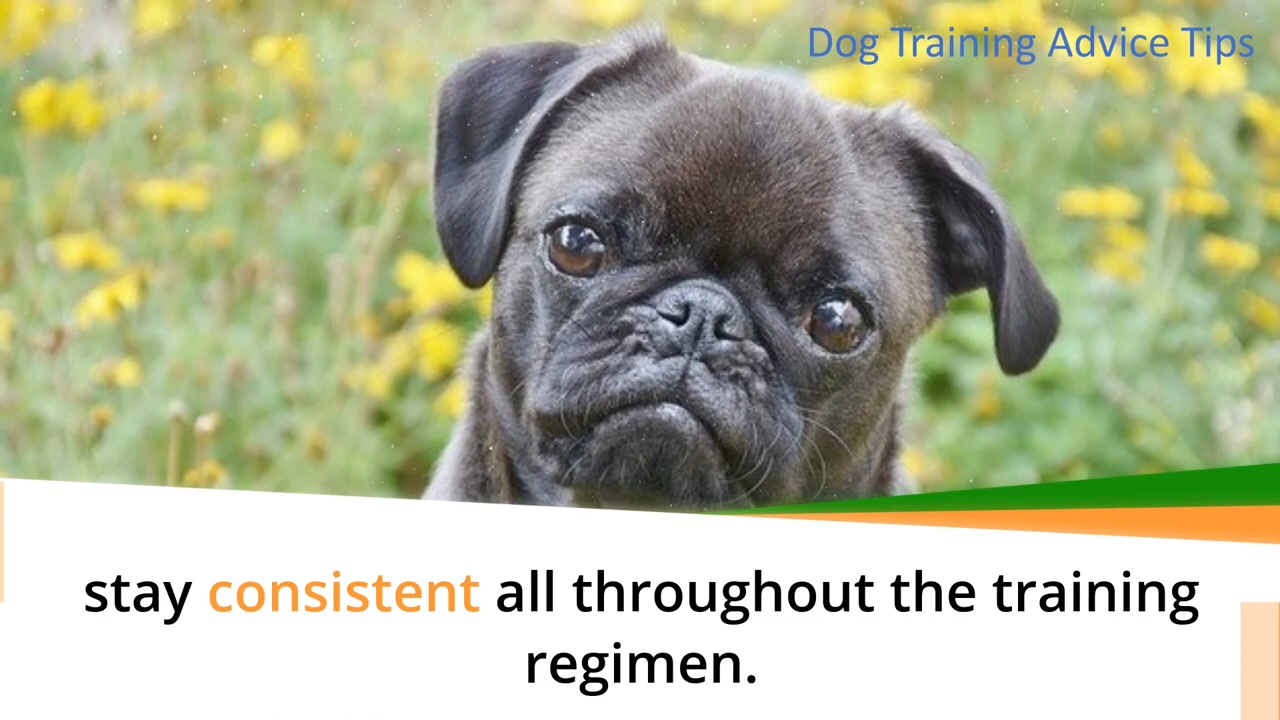 Dog Training Advice Tips
stay consistent all throughout the training
regimen.